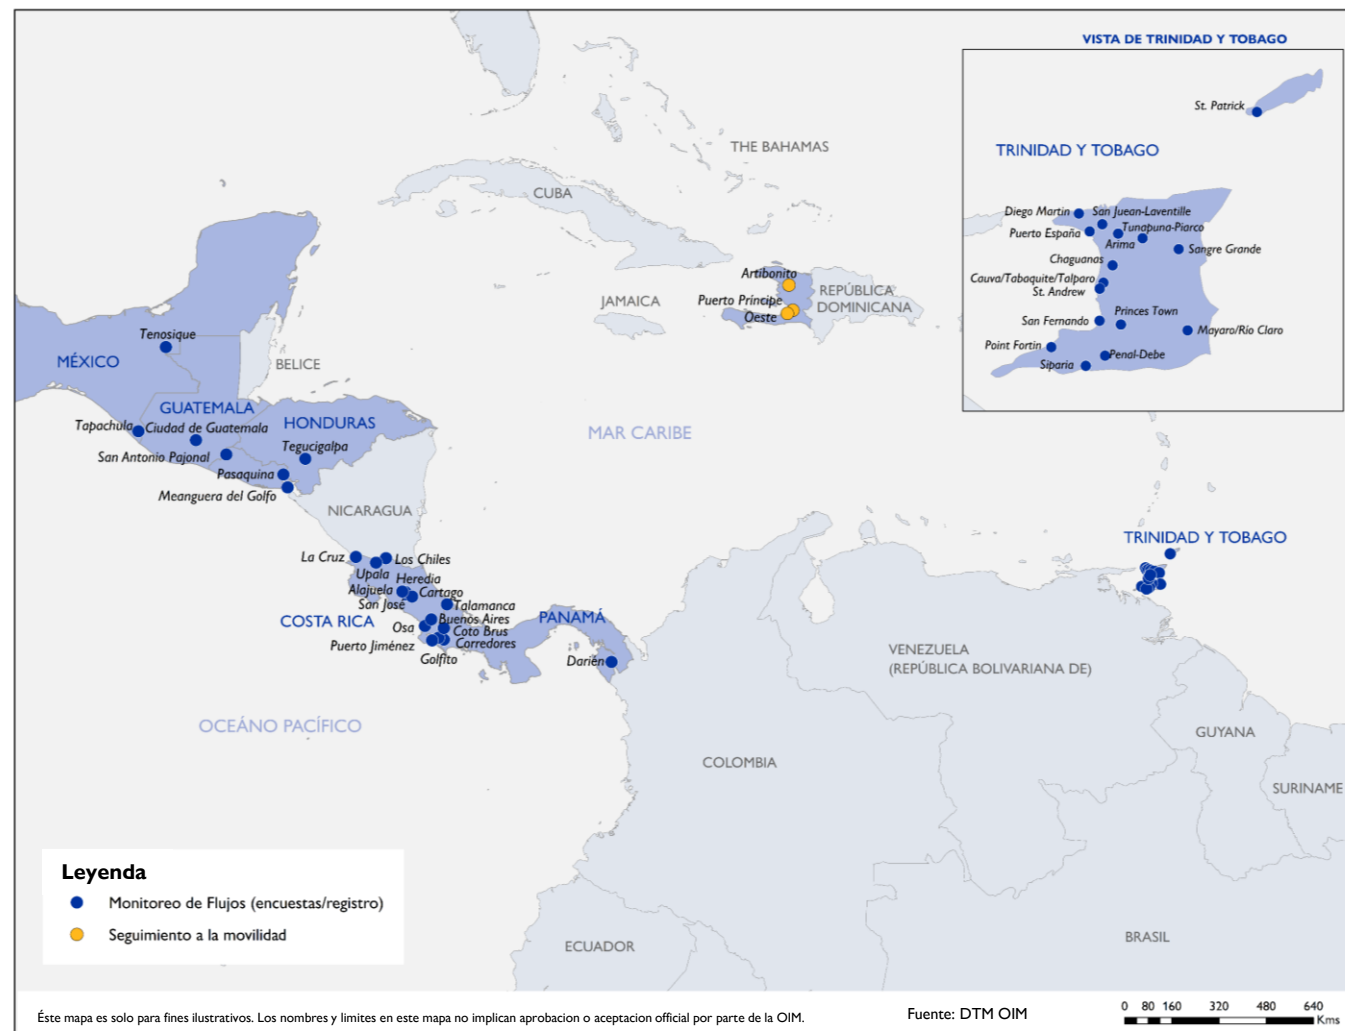 VISTA DE TRINIDAD Y TOBAGO
St. Patrick
TRINIDAD Y TOBAGO
Diego Martin
San Juean-Laventille
Puerto España
Tunapuna-Piarco
Arima
Sangre Grande
Chaguanas
Cauva/Tabaquite/Talparo
St. Andrew
San Fernando
Princes Town
Mayaro/Río Claro
Point Fortin
Penal-Debe
Siparia
THE BAHAMAS
CUBA
Artibonito
JAMAICA
Puerto Príncipe
Oeste
REPÚBLICA
DOMINICANA
Tenosique
MÉXICO
BELICE
GUATEMALA
HONDURAS
Tapachula
Ciudad de Guatemala
Tegucigalpa
San Antonio Pajonal
Pasaquina
Meanguera del Golfo
MAR CARIBE
NICARAGUA
TRINIDAD Y TOBAGO
La Cruz
Los Chiles
Upala
Heredia
Alajuela
Cartago
San José
Talamanca
COSTA RICA
Buenos Aires
Osa
Coto Brus
Puerto Jiménez
Corredores
Golfito
PANAMÁ
Darién
VENEZUELA
(REPÚBLICA BOLIVARIANA DE)
OCEÁNO PACÍFICO
GUYANA
COLOMBIA
SURINAME
ECUADOR
BRASIL
Leyenda
Monitoreo de Flujos (encuestas/registro)
Seguimiento a la movilidad
Éste mapa es solo para fines ilustrativos. Los nombres y limites en este mapa no implican aprobacion o aceptacion official por parte de la OIM.
Fuente: DTM OIM
0 80 160 320 480 640
Kms